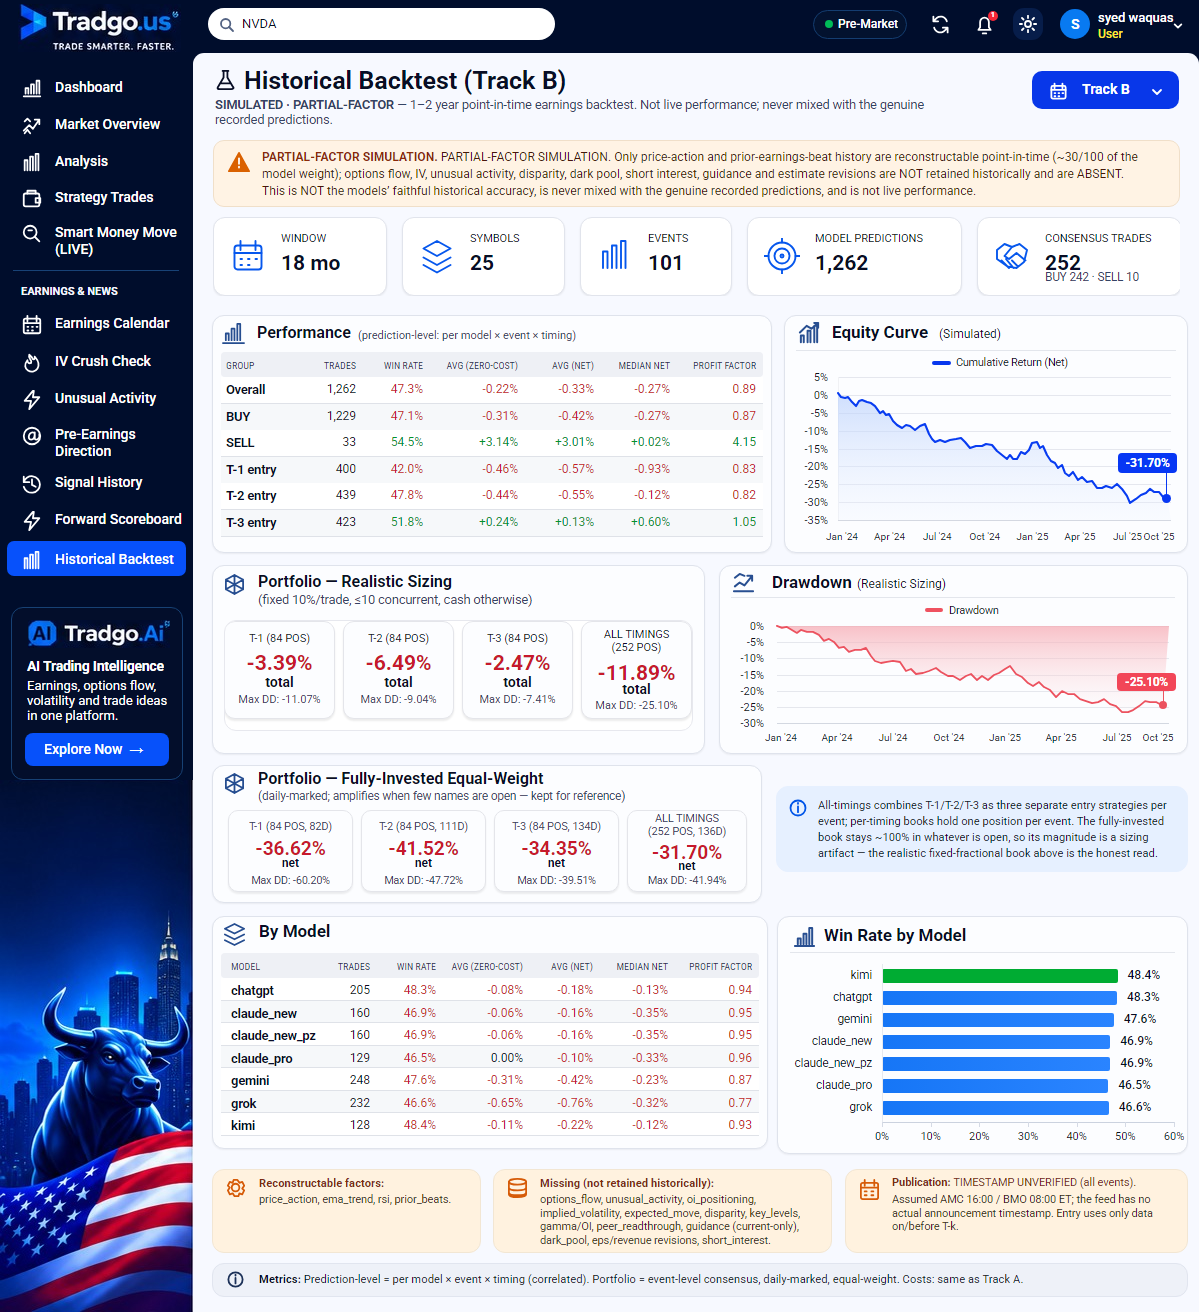 Tradgo.us
TRADE SMARTER. FASTER.
NVDA
Pre-Market
1
S
syed waquas
User
Dashboard
Market Overview
Analysis
Strategy Trades
Smart Money Move
(LIVE)
EARNINGS & NEWS
Earnings Calendar
IV Crush Check
Unusual Activity
Pre-Earnings
Direction
Signal History
Forward Scoreboard
Historical Backtest
AI Tradgo.Ai
AI Trading Intelligence
Earnings, options flow,
volatility and trade ideas
in one platform.
Explore Now →
Historical Backtest (Track B)
SIMULATED · PARTIAL-FACTOR — 1–2 year point-in-time earnings backtest. Not live performance; never mixed with the genuine
recorded predictions.
Track B
PARTIAL-FACTOR SIMULATION. PARTIAL-FACTOR SIMULATION. Only price-action and prior-earnings-beat history are reconstructable point-in-time (~30/100 of the
model weight); options flow, IV, unusual activity, disparity, dark pool, short interest, guidance and estimate revisions are NOT retained historically and are ABSENT.
This is NOT the models' faithful historical accuracy, is never mixed with the genuine recorded predictions, and is not live performance.
WINDOW
18 mo
SYMBOLS
25
EVENTS
101
MODEL PREDICTIONS
1,262
CONSENSUS TRADES
252
BUY 242 · SELL 10
Performance (prediction-level: per model × event × timing)
GROUP TRADES WIN RATE AVG (ZERO-COST) AVG (NET) MEDIAN NET PROFIT FACTOR
Overall 1,262 47.3% -0.22% -0.33% -0.27% 0.89
BUY 1,229 47.1% -0.31% -0.42% -0.27% 0.87
SELL 33 54.5% +3.14% +3.01% +0.02% 4.15
T-1 entry 400 42.0% -0.46% -0.57% -0.93% 0.83
T-2 entry 439 47.8% -0.44% -0.55% -0.12% 0.82
T-3 entry 423 51.8% +0.24% +0.13% +0.60% 1.05
Equity Curve (Simulated)
Cumulative Return (Net)
5%
0%
-5%
-10%
-15%
-20%
-25%
-30%
-35%
-31.70%
Jan '24 Apr '24 Jul '24 Oct '24 Jan '25 Apr '25 Jul '25 Oct '25
Portfolio — Realistic Sizing
(fixed 10%/trade, ≤10 concurrent, cash otherwise)
T-1 (84 POS)
-3.39%
total
Max DD: -11.07%
T-2 (84 POS)
-6.49%
total
Max DD: -9.04%
T-3 (84 POS)
-2.47%
total
Max DD: -7.41%
ALL TIMINGS
(252 POS)
-11.89%
total
Max DD: -25.10%
Drawdown (Realistic Sizing)
Drawdown
0%
-5%
-10%
-15%
-20%
-25%
-30%
-25.10%
Jan '24 Apr '24 Jul '24 Oct '24 Jan '25 Apr '25 Jul '25 Oct '25
Portfolio — Fully-Invested Equal-Weight
(daily-marked; amplifies when few names are open — kept for reference)
T-1 (84 POS, 82D)
-36.62%
net
Max DD: -60.20%
T-2 (84 POS, 111D)
-41.52%
net
Max DD: -47.72%
T-3 (84 POS, 134D)
-34.35%
net
Max DD: -39.51%
ALL TIMINGS
(252 POS, 136D)
-31.70%
net
Max DD: -41.94%
All-timings combines T-1/T-2/T-3 as three separate entry strategies per
event; per-timing books hold one position per event. The fully-invested
book stays ~100% in whatever is open, so its magnitude is a sizing
artifact — the realistic fixed-fractional book above is the honest read.
By Model
MODEL TRADES WIN RATE AVG (ZERO-COST) AVG (NET) MEDIAN NET PROFIT FACTOR
chatgpt 205 48.3% -0.08% -0.18% -0.13% 0.94
claude_new 160 46.9% -0.06% -0.16% -0.35% 0.95
claude_new_pz 160 46.9% -0.06% -0.16% -0.35% 0.95
claude_pro 129 46.5% 0.00% -0.10% -0.33% 0.96
gemini 248 47.6% -0.31% -0.42% -0.23% 0.87
grok 232 46.6% -0.65% -0.76% -0.32% 0.77
kimi 128 48.4% -0.11% -0.22% -0.12% 0.93
Win Rate by Model
kimi 48.4%
chatgpt 48.3%
gemini 47.6%
claude_new 46.9%
claude_new_pz 46.9%
claude_pro 46.5%
grok 46.6%
0% 10% 20% 30% 40% 50% 60%
Reconstructable factors:
price_action, ema_trend, rsi, prior_beats.
Missing (not retained historically):
options_flow, unusual_activity, oi_positioning,
implied_volatility, expected_move, disparity, key_levels,
gamma/OI, peer_readthrough, guidance (current-only),
dark_pool, eps/revenue revisions, short_interest.
Publication: TIMESTAMP UNVERIFIED (all events).
Assumed AMC 16:00 / BMO 08:00 ET; the feed has no
actual announcement timestamp. Entry uses only data
on/before T-k.
Metrics: Prediction-level = per model × event × timing (correlated). Portfolio = event-level consensus, daily-marked, equal-weight. Costs: same as Track A.